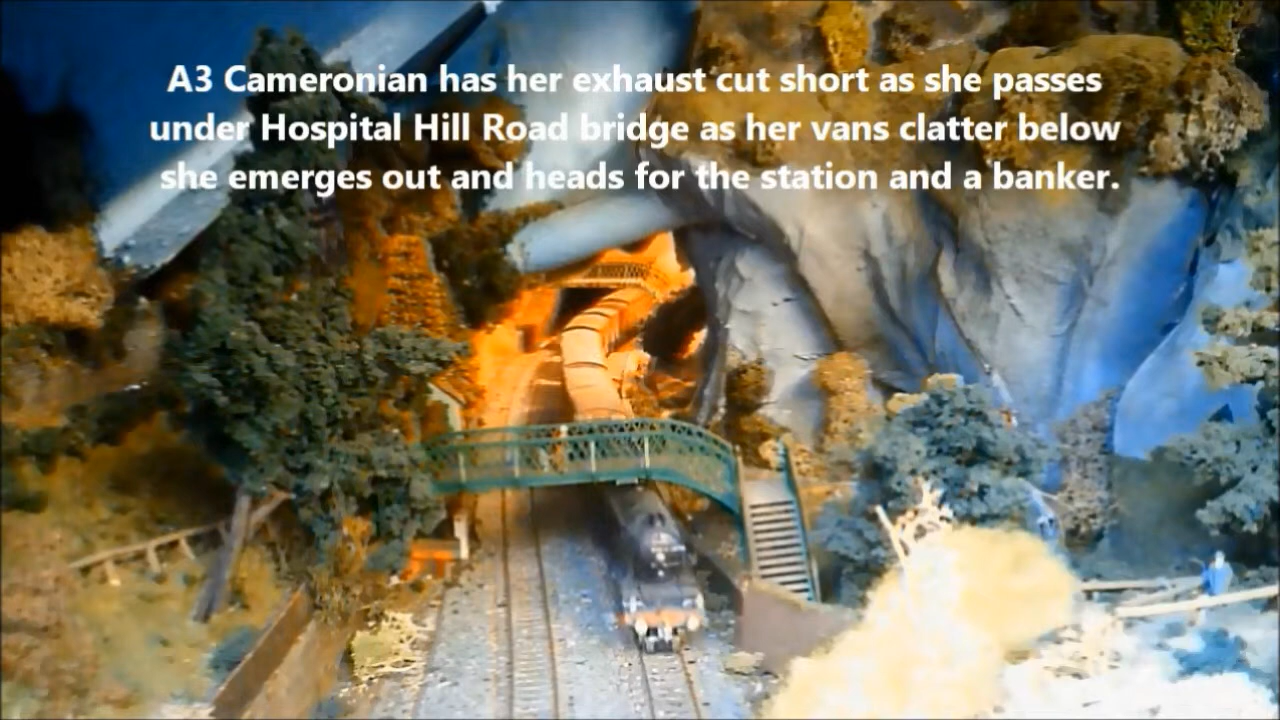 A3 Cameronian has her exhaust cut short as she passes
under Hospital Hill Road bridge as her vans clatter below
she emerges out and heads for the station and a banker.